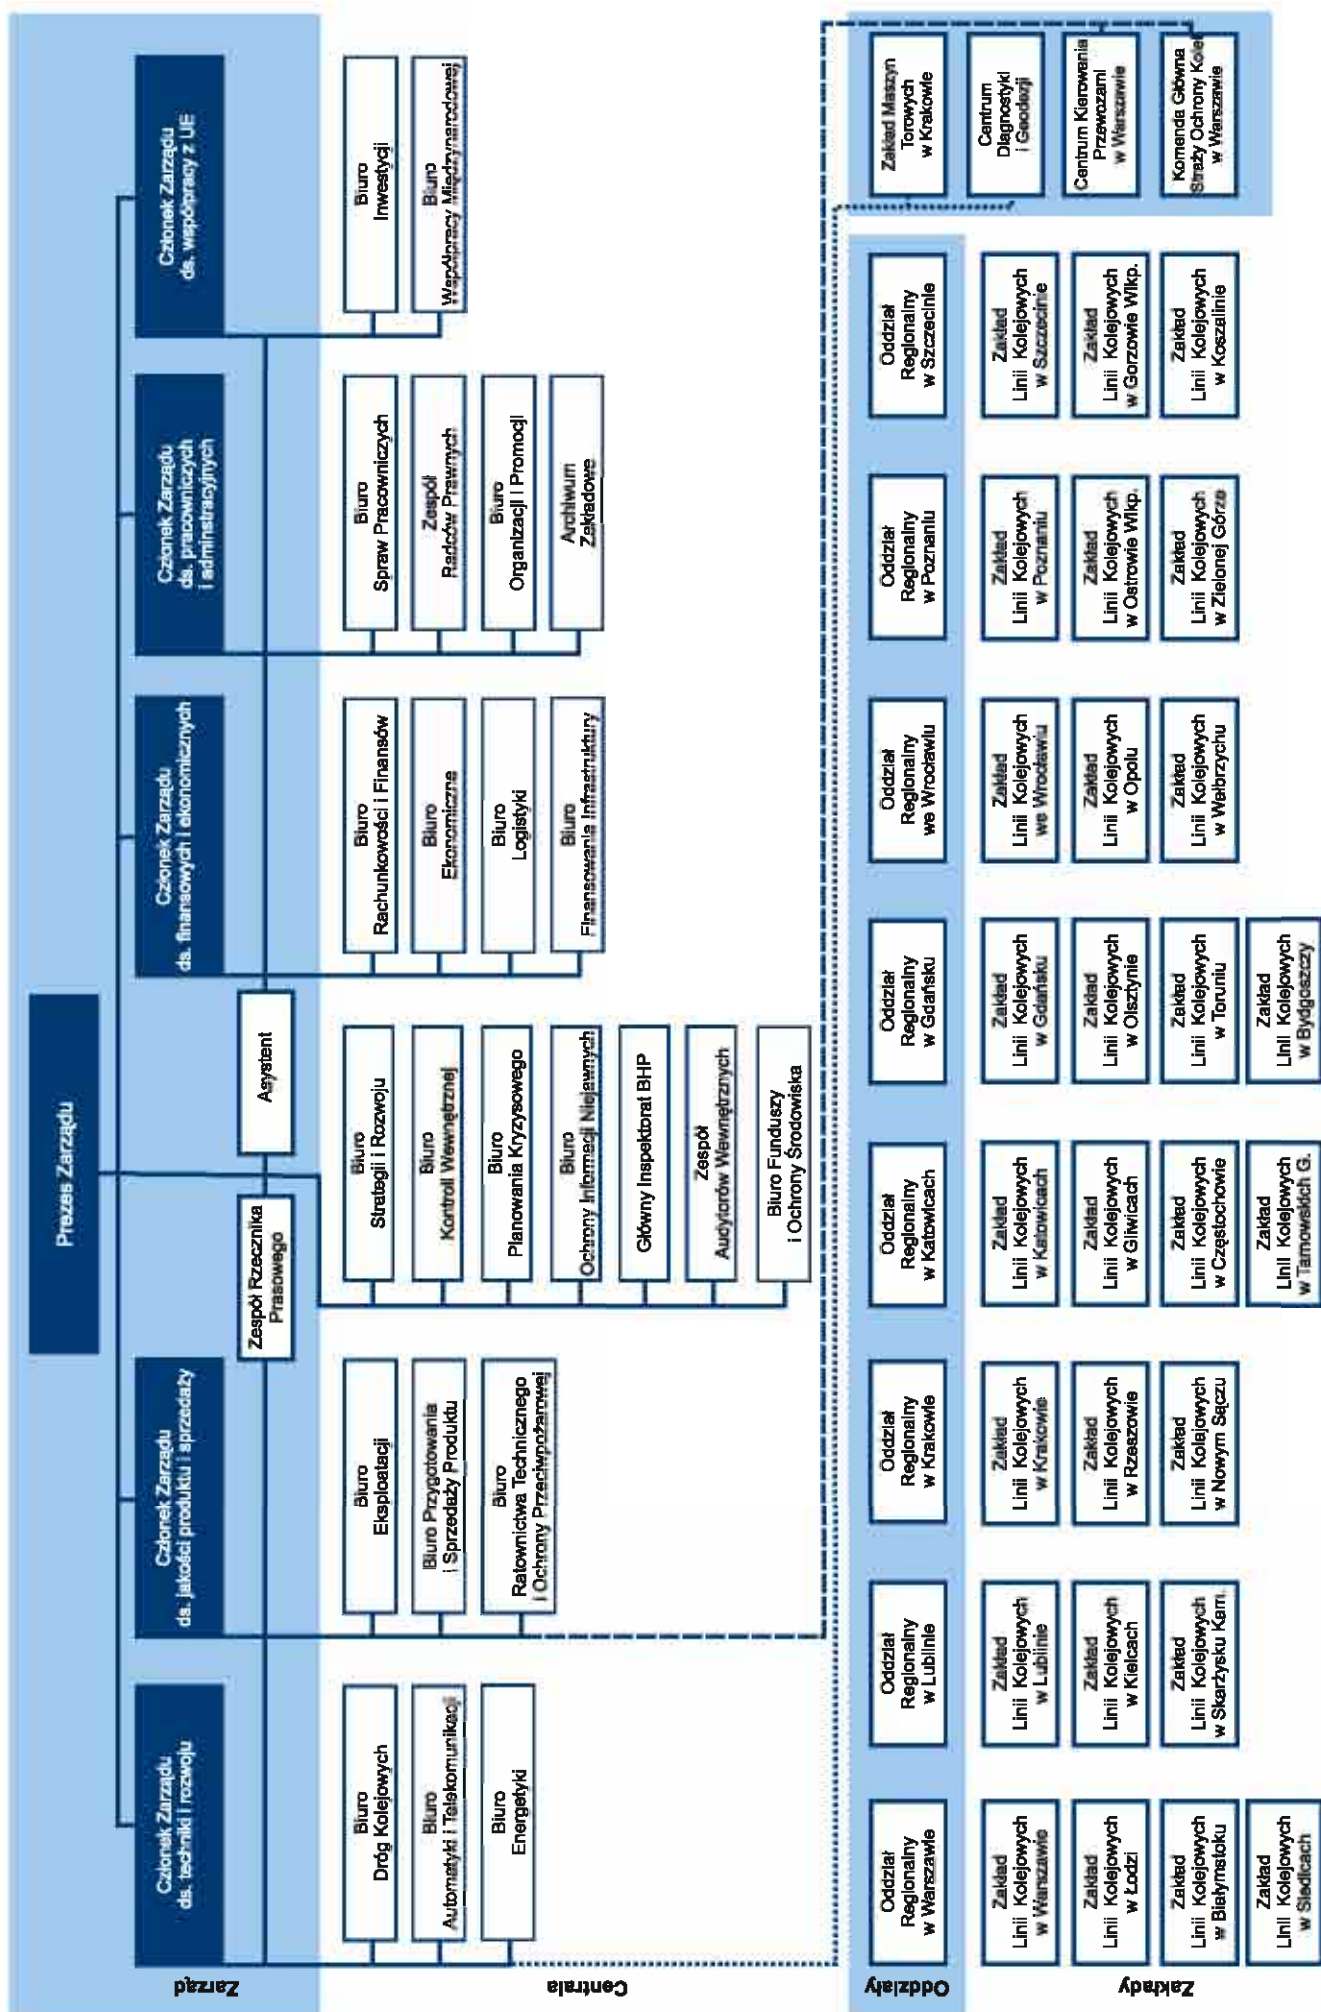 Prezes Zarządu
Zespół Rzecznika
Prasowego
Asystent
Zarząd
Członek Zarządu
ds. techniki i rozwoju
Członek Zarządu
ds. jakości produktu i sprzedaży
Członek Zarządu
ds. finansowych i ekonomicznych
Członek Zarządu
ds. pracowniczych
i adminstracyjnych
Członek Zarządu
ds. współpracy z UE
Centrala
Biuro
Dróg Kolejowych
Biuro
Automatyki i Telekomunikacji
Biuro
Energetyki
Biuro
Eksploatacji
Biuro Przygotowania
i Sprzedaży Produktu
Biuro
Ratownictwa Technicznego
i Ochrony Przeciwpożarowej
Biuro
Strategii i Rozwoju
Biuro
Kontroli Wewnętrznej
Biuro
Planowania Kryzysowego
Biuro
Ochrony Informacji Niejawnych
Główny Inspektorat BHP
Zespół
Audytorów Wewnętrznych
Biuro Funduszy
i Ochrony Środowiska
Biuro
Rachunkowości i Finansów
Biuro
Ekonomiczne
Biuro
Logistyki
Biuro
Finansowania Infrastruktury
Biuro
Spraw Pracowniczych
Zespół
Radców Prawnych
Biuro
Organizacji i Promocji
Archiwum
Zakładowe
Biuro
Inwestycji
Biuro
Współpracy Międzynarodowej
Oddziały
Oddział
Regionalny
w Warszawie
Oddział
Regionalny
w Lublinie
Oddział
Regionalny
w Krakowie
Oddział
Regionalny
w Katowicach
Oddział
Regionalny
w Gdańsku
Oddział
Regionalny
we Wrocławiu
Oddział
Regionalny
w Poznaniu
Oddział
Regionalny
w Szczecinie
Zakład Maszyn
Torowych
w Krakowie
Centrum
Diagnostyki
i Geodezji
Centrum Kierowania
Przewozami
w Warszawie
Komenda Główna
Straży Ochrony Kolei
w Warszawie
Zakłady
Zakład
Linii Kolejowych
w Warszawie
Zakład
Linii Kolejowych
w Łodzi
Zakład
Linii Kolejowych
w Białymstoku
Zakład
Linii Kolejowych
w Siedlcach
Zakład
Linii Kolejowych
w Lublinie
Zakład
Linii Kolejowych
w Kielcach
Zakład
Linii Kolejowych
w Skarżysku Kam.
Zakład
Linii Kolejowych
w Krakowie
Zakład
Linii Kolejowych
w Rzeszowie
Zakład
Linii Kolejowych
w Nowym Sączu
Zakład
Linii Kolejowych
w Katowicach
Zakład
Linii Kolejowych
w Gliwicach
Zakład
Linii Kolejowych
w Częstochowie
Zakład
Linii Kolejowych
w Tarnowskich G.
Zakład
Linii Kolejowych
w Gdańsku
Zakład
Linii Kolejowych
w Olsztynie
Zakład
Linii Kolejowych
w Toruniu
Zakład
Linii Kolejowych
w Bydgoszczy
Zakład
Linii Kolejowych
we Wrocławiu
Zakład
Linii Kolejowych
w Opolu
Zakład
Linii Kolejowych
w Wałbrzychu
Zakład
Linii Kolejowych
w Poznaniu
Zakład
Linii Kolejowych
w Ostrowie Wlkp.
Zakład
Linii Kolejowych
w Zielonej Górze
Zakład
Linii Kolejowych
w Szczecinie
Zakład
Linii Kolejowych
w Gorzowie Wlkp.
Zakład
Linii Kolejowych
w Koszalinie